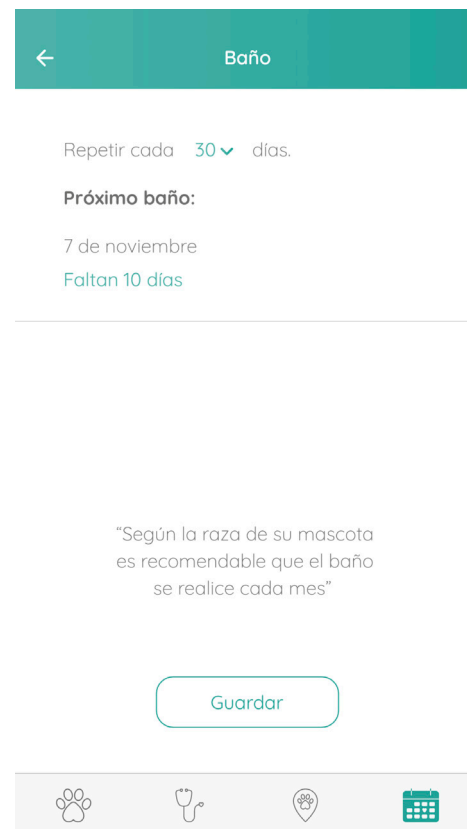 Baño
Repetir cada 30 días.
Próximo baño:
7 de noviembre
Faltan 10 días
“Según la raza de su mascota
es recomendable que el baño
se realice cada mes”
Guardar